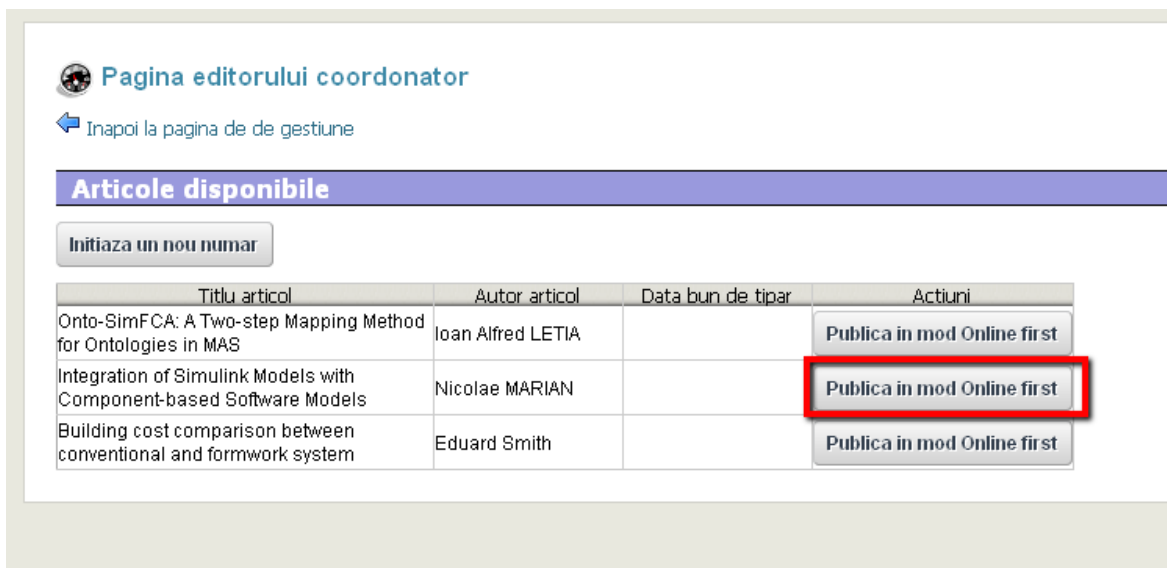 Pagina editorului coordonator
Inapoi la pagina de de gestiune
Articole disponibile
Initiaza un nou numar
Titlu articol Autor articol Data bun de tipar Actiuni
Onto-SimFCA: A Two-step Mapping Method
for Ontologies in MAS
Ioan Alfred LETIA
Publica in mod Online first
Integration of Simulink Models with
Component-based Software Models
Nicolae MARIAN
Publica in mod Online first
Building cost comparison between
conventional and formwork system
Eduard Smith
Publica in mod Online first